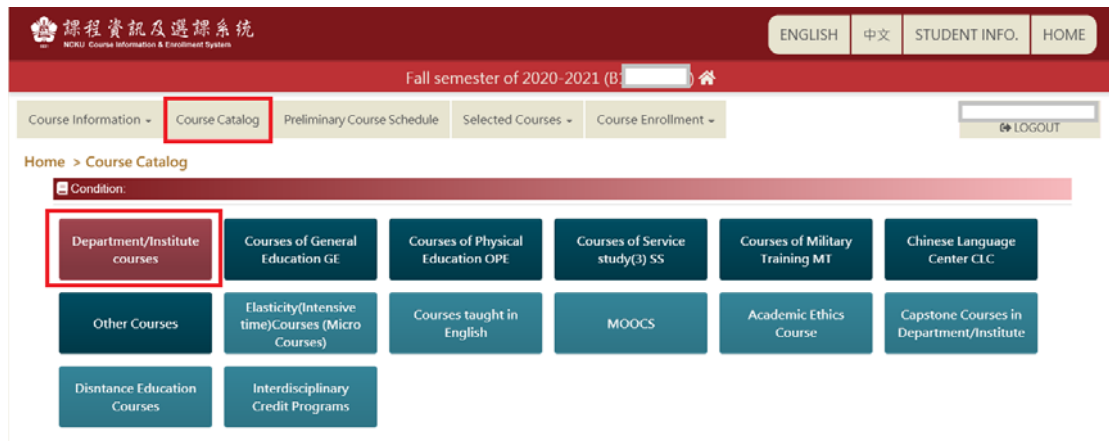 課程資訊及選課系統
NCKU Course Information & Enrollment System
ENGLISH 中文 STUDENT INFO. HOME
Fall semester of 2020-2021 (B1 )
Course Information Course Catalog Preliminary Course Schedule Selected Courses Course Enrollment
LOGOUT
Home > Course Catalog
Condition:
Department/Institute
courses
Courses of General
Education GE
Courses of Physical
Education OPE
Courses of Service
study(3) SS
Courses of Military
Training MT
Chinese Language
Center CLC
Other Courses
Elasticity(Intensive
time)Courses (Micro
Courses)
Courses taught in
English
MOOCS
Academic Ethics
Course
Capstone Courses in
Department/Institute
Disntance Education
Courses
Interdisciplinary
Credit Programs